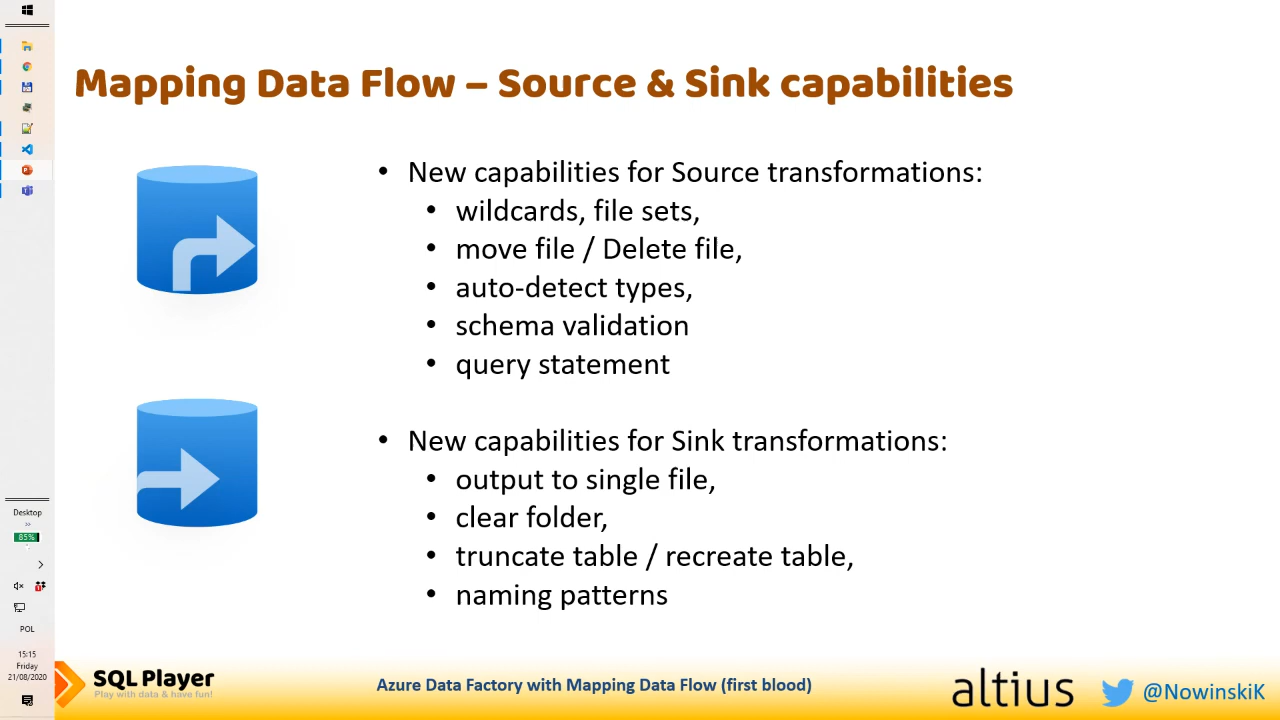 Mapping Data Flow – Source & Sink capabilities
• New capabilities for Source transformations:
• wildcards, file sets,
• move file / Delete file,
• auto-detect types,
• schema validation
• query statement
• New capabilities for Sink transformations:
• output to single file,
• clear folder,
• truncate table / recreate table,
• naming patterns
Desktop
85%
POL
15:15
Friday
21/08/2020
SQL Player
Play with data & have fun!
Azure Data Factory with Mapping Data Flow (first blood)
altius
@NowinskiK